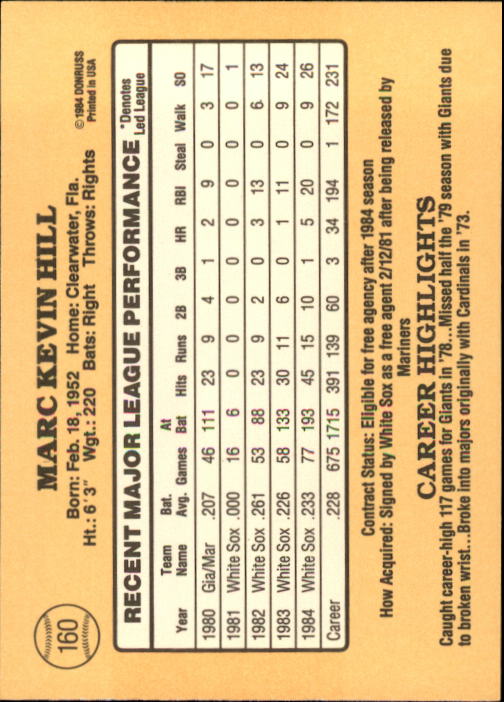 160
MARC KEVIN HILL
Born: Feb. 18, 1952 Home: Clearwater, Fla.
Ht.: 6'3" Wgt.: 220 Bats: Right Throws: Rights
©1984 DONRUSS
Printed in USA
RECENT MAJOR LEAGUE PERFORMANCE
*Denotes
Led League
Year Team Name Bat. Avg. Games At Bat Hits Runs 2B 3B HR RBI Steal Walk SO
1980 Gia/Mar .207 46 111 23 9 4 1 2 9 0 3 17
1981 White Sox .000 16 6 0 0 0 0 0 0 0 0 1
1982 White Sox .261 53 88 23 9 2 0 3 13 0 6 13
1983 White Sox .226 58 133 30 11 6 0 1 11 0 9 24
1984 White Sox .233 77 193 45 15 10 1 5 20 0 9 26
Career .228 675 1715 391 139 60 3 34 194 1 172 231
Contract Status: Eligible for free agency after 1984 season
How Acquired: Signed by White Sox as a free agent 2/12/81 after being released by
Mariners
CAREER HIGHLIGHTS
Caught career-high 117 games for Giants in '78...Missed half the '79 season with Giants due
to broken wrist...Broke into majors originally with Cardinals in '73.